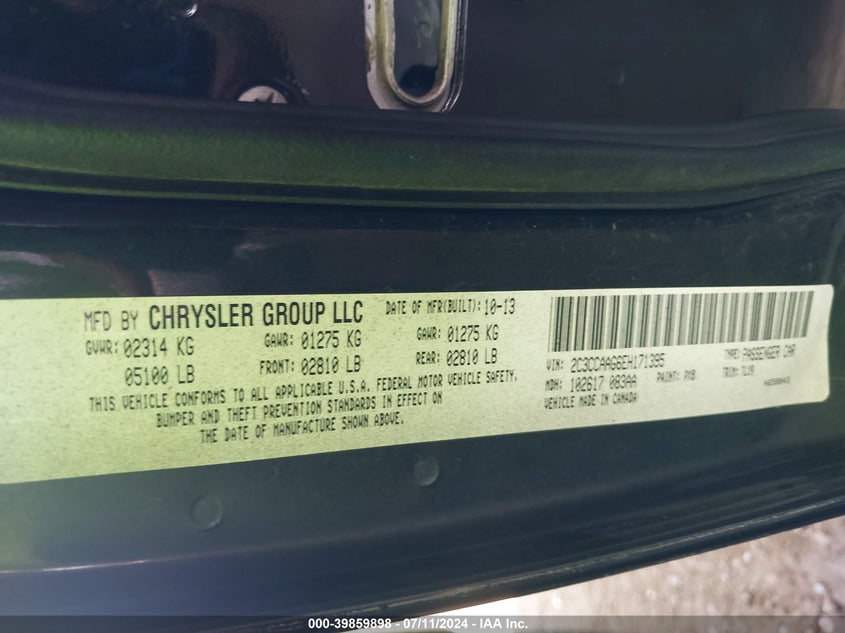 MFD BY CHRYSLER GROUP LLC DATE OF MFR(BUILT): 10-13
GVWR: 02314 KG GAWR: 01275 KG GAWR: 01275 KG
05100 LB FRONT: 02810 LB REAR: 02810 LB
THIS VEHICLE CONFORMS TO ALL APPLICABLE U.S.A. FEDERAL MOTOR VEHICLE SAFETY,
BUMPER AND THEFT PREVENTION STANDARDS IN EFFECT ON
THE DATE OF MANUFACTURE SHOWN ABOVE.
VIN: 2C3CCAAG6EH171395 TYPE: PASSENGER CAR
MDH: 102617 083AA PAINT: TRIM:
VEHICLE MADE IN CANADA
000-39859898 - 07/11/2024 - IAA Inc.